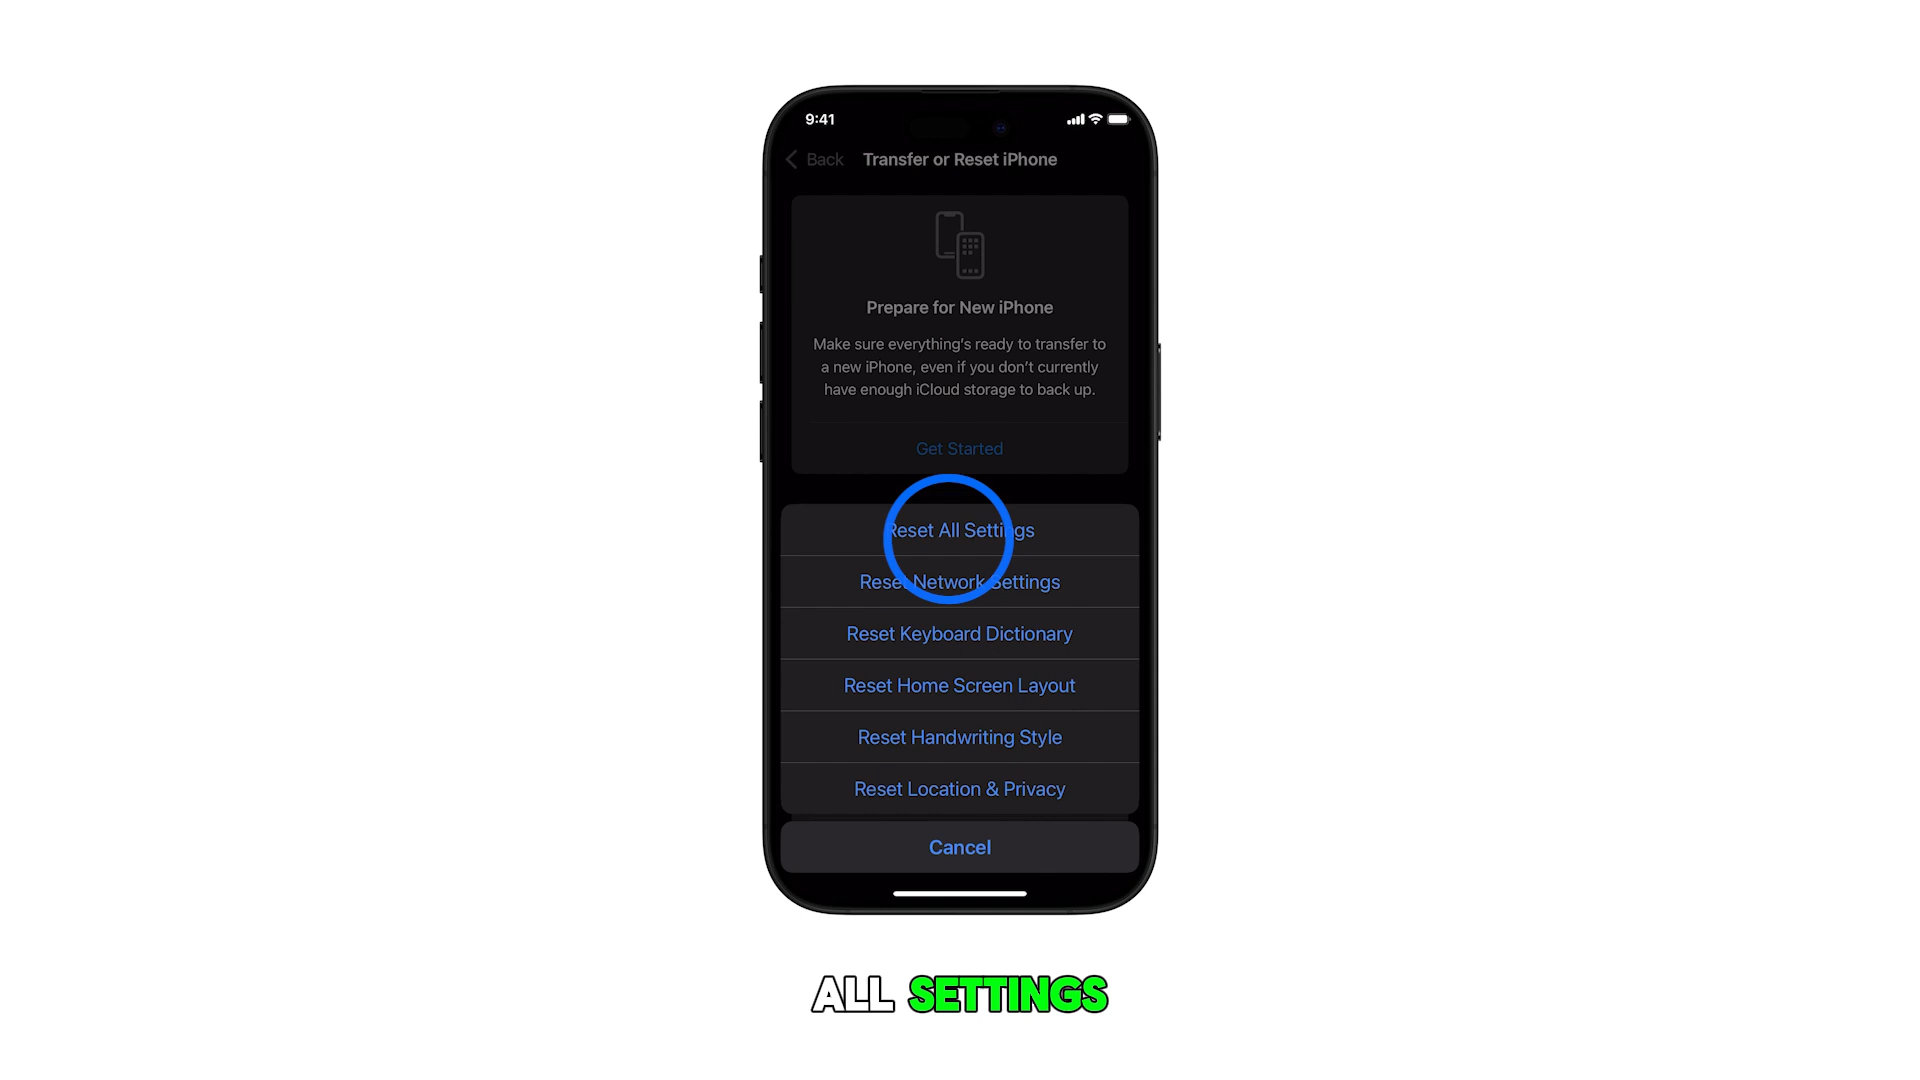 9:41
Back Transfer or Reset iPhone
Prepare for New iPhone
Make sure everything's ready to transfer to
a new iPhone, even if you don't currently
have enough iCloud storage to back up.
Get Started
Reset All Settings
Reset Network Settings
Reset Keyboard Dictionary
Reset Home Screen Layout
Reset Handwriting Style
Reset Location & Privacy
Cancel
ALL SETTINGS